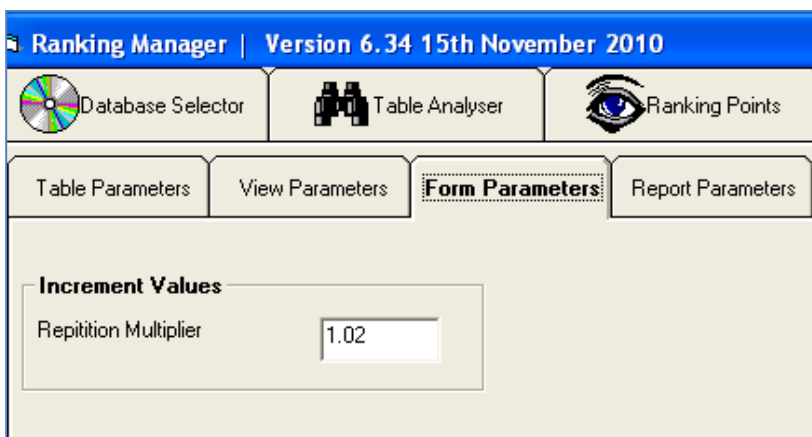 Ranking Manager | Version 6.34 15th November 2010
Database Selector Table Analyser Ranking Points
Table Parameters View Parameters Form Parameters Report Parameters
Increment Values
Repitition Multiplier 1.02